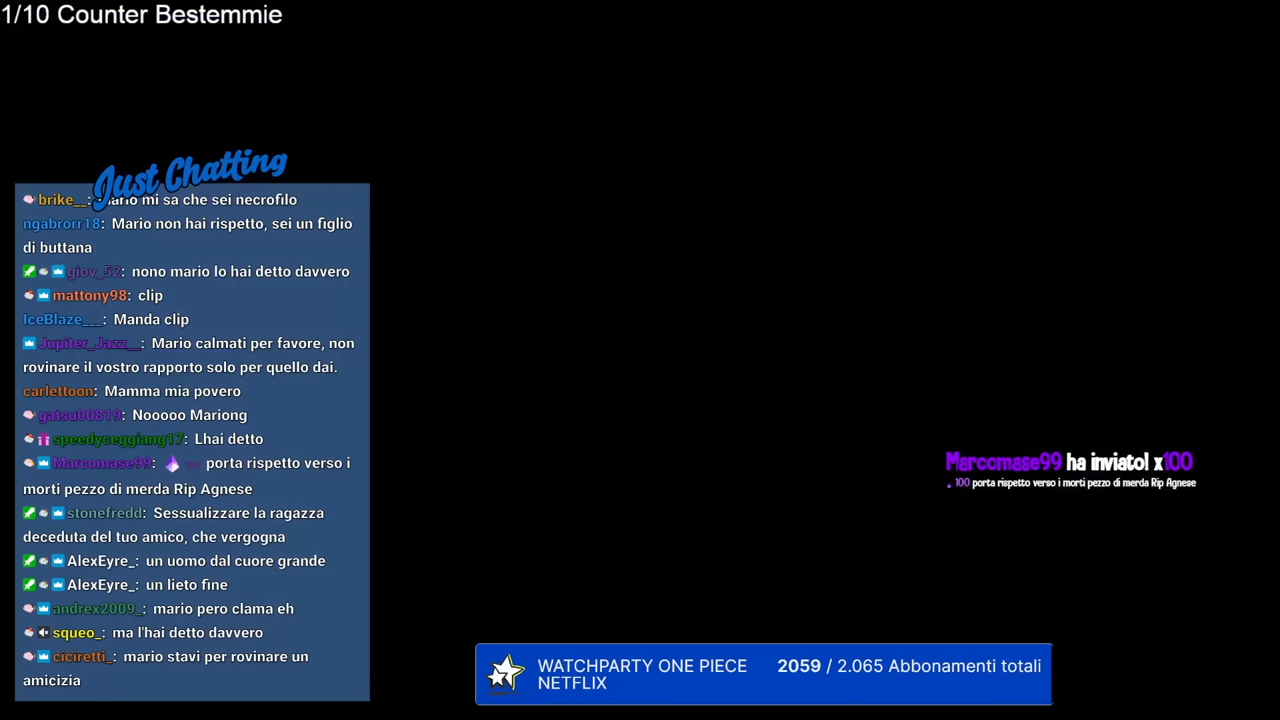 1/10 Counter Bestemmie
Just Chatting
brike__: Mario mi sa che sei necrofilo
ngabrorr18: Mario non hai rispetto, sei un figlio
di buttana
giov_52: nono mario lo hai detto davvero
mattony98: clip
IceBlaze___: Manda clip
Jupiter_Jazz__: Mario calmati per favore, non
rovinare il vostro rapporto solo per quello dai.
carlettoon: Mamma mia povero
gatsu00819: Nooooo Mariong
speedyceggiang17: Lhai detto
Marcomase99: 100 porta rispetto verso i
morti pezzo di merda Rip Agnese
stonefredd: Sessualizzare la ragazza
deceduta del tuo amico, che vergogna
AlexEyre_: un uomo dal cuore grande
AlexEyre_: un lieto fine
andrex2009_: mario pero clama eh
squeo_: ma l'hai detto davvero
ciciretti_: mario stavi per rovinare un
amicizia
Marcomase99 ha inviato! x100
100 porta rispetto verso i morti pezzo di merda Rip Agnese
WATCHPARTY ONE PIECE 2059 / 2.065 Abbonamenti totali
NETFLIX